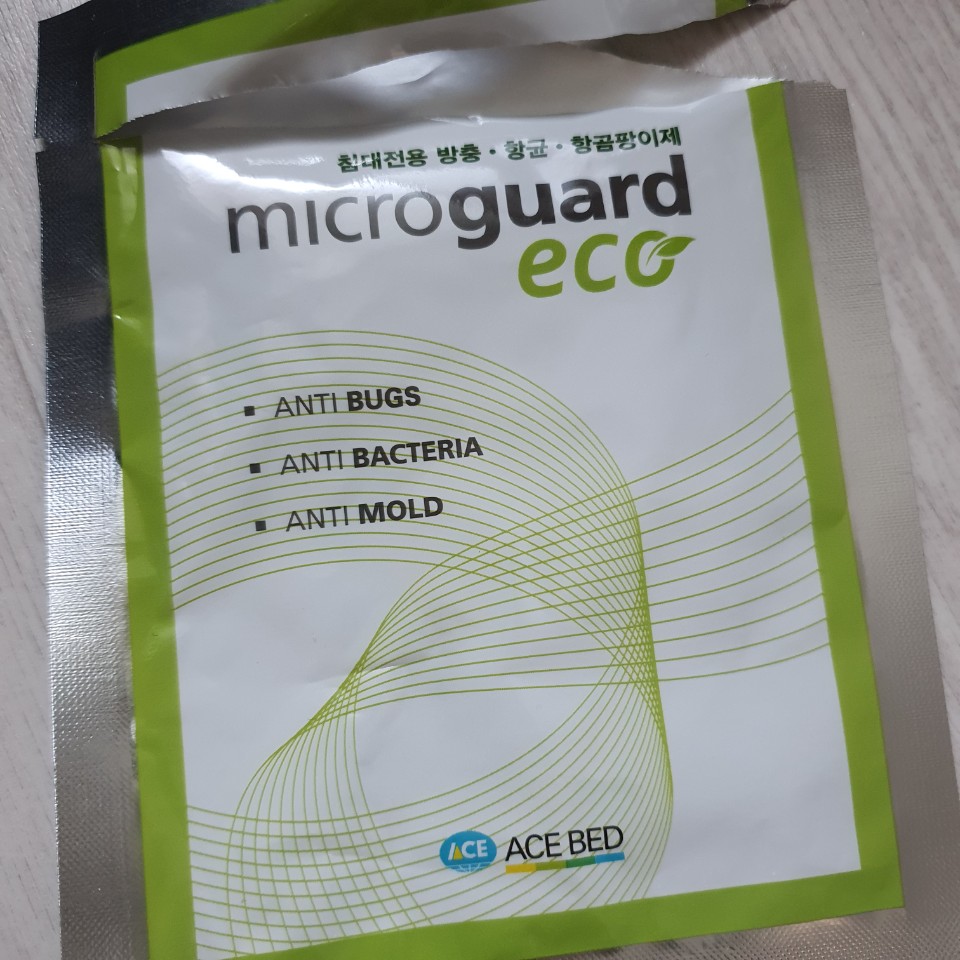 침대전용 방충 • 항균 • 항곰팡이제
microguard
eco
▪ ANTI BUGS
▪ ANTI BACTERIA
▪ ANTI MOLD
ACE ACE BED